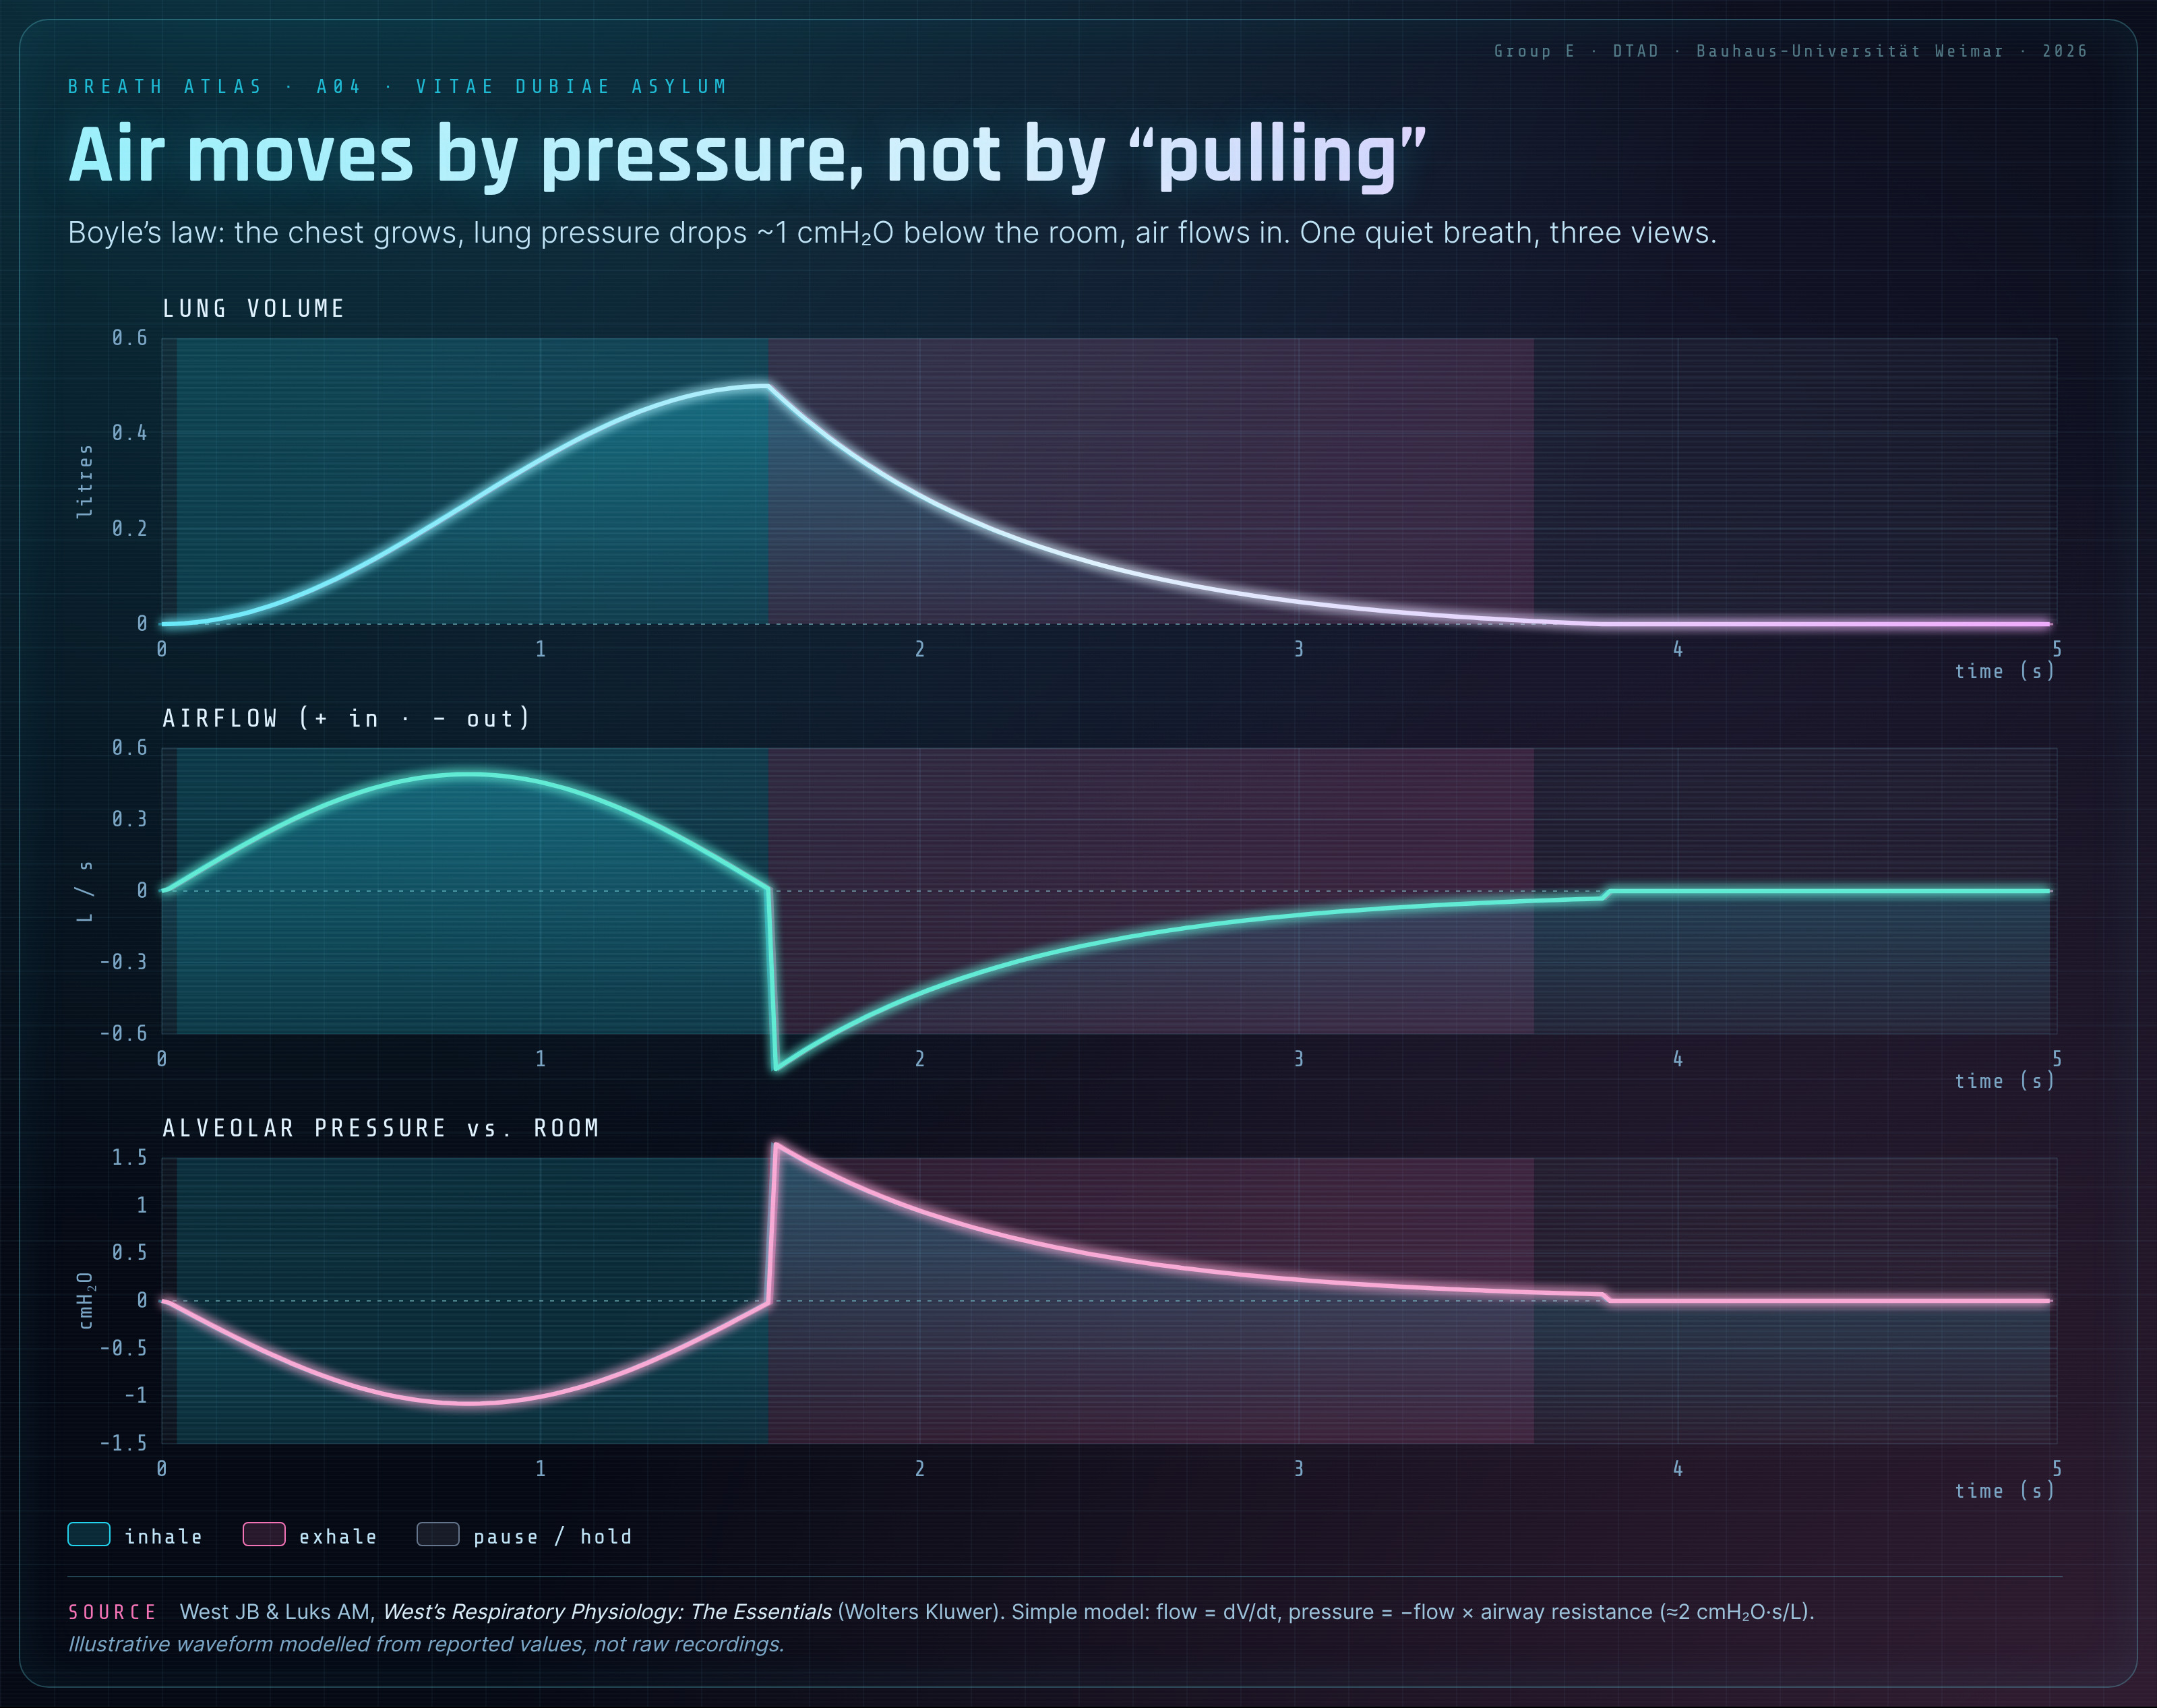 Group E · DTAD · Bauhaus-Universität Weimar · 2026
BREATH ATLAS · A04 · VITAE DUBIAE ASYLUM
Air moves by pressure, not by “pulling”
Boyle’s law: the chest grows, lung pressure drops ~1 cmH₂O below the room, air flows in. One quiet breath, three views.
LUNG VOLUME
0.6
0.4
0.2
0
litres
0 1 2 3 4 5
time (s)
AIRFLOW (+ in · − out)
0.6
0.3
0
−0.3
−0.6
L / s
0 1 2 3 4 5
time (s)
ALVEOLAR PRESSURE vs. ROOM
1.5
1
0.5
0
−0.5
−1
−1.5
cmH₂O
0 1 2 3 4 5
time (s)
inhale exhale pause / hold
SOURCE West JB & Luks AM, West’s Respiratory Physiology: The Essentials (Wolters Kluwer). Simple model: flow = dV/dt, pressure = −flow × airway resistance (≈2 cmH₂O·s/L).
Illustrative waveform modelled from reported values, not raw recordings.